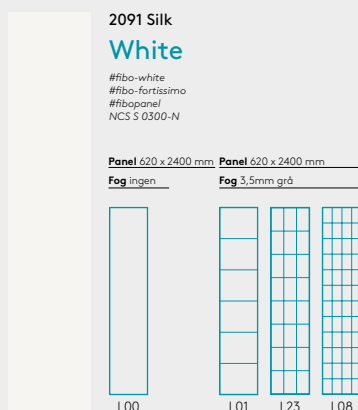 2091 Silk
White
#fibo-white
#fibo-fortissimo
#fibopanel
NCS S 0300-N
Panel 620 x 2400 mm Panel 620 x 2400 mm
Fog ingen Fog 3,5mm grå
L00 L01 L23 L08